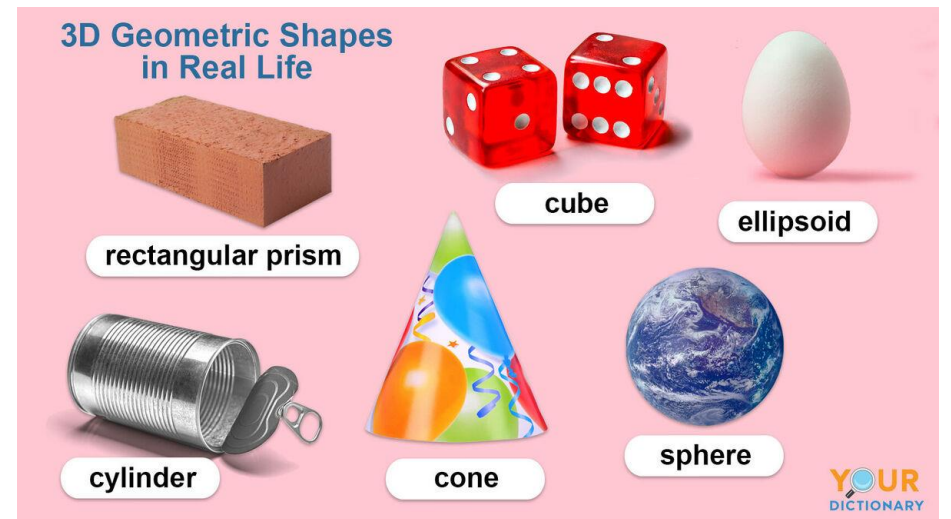 3D Geometric Shapes
in Real Life
cube
ellipsoid
rectangular prism
cylinder
cone
sphere
YOUR
DICTIONARY